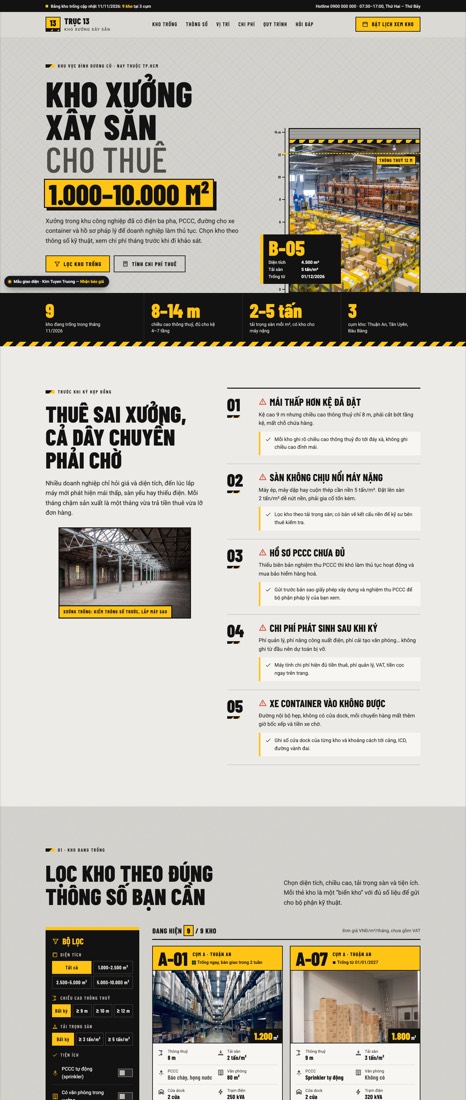 Bảng kho trống cập nhật 11/11/2026: 9 kho tại 3 cụm
Hotline 0900 000 000 · 07:30–17:00, Thứ Hai – Thứ Bảy
13 TRỤC 13
KHO XƯỞNG XÂY SẴN
KHO TRỐNG THÔNG SỐ VỊ TRÍ CHI PHÍ QUY TRÌNH HỎI ĐÁP
ĐẶT LỊCH XEM KHO
KHU VỰC BÌNH DƯƠNG CŨ · NAY THUỘC TP.HCM
KHO XƯỞNG
XÂY SẴN
CHO THUÊ
1.000–10.000 M²
Xưởng trong khu công nghiệp đã có điện ba pha, PCCC, đường cho xe
container và hồ sơ pháp lý để doanh nghiệp làm thủ tục. Chọn kho theo
thông số kỹ thuật, xem chi phí tháng trước khi đi khảo sát.
LỌC KHO TRỐNG
TÍNH CHI PHÍ THUÊ
THÔNG THUỶ 12 M
B-05
Diện tích 4.500 m²
Tải sàn 5 tấn/m²
Trống từ 01/12/2026
Mẫu giao diện · Kim Tuyen Truong – Nhận bản giá
9
kho đang trống trong tháng
11/2026
8–14 m
chiều cao thông thuỷ, đủ cho kệ
4–7 tầng
2–5 tấn
tải trọng sàn mỗi m², có kho cho
máy nặng
3
cụm kho: Thuận An, Tân Uyên,
Bàu Bàng
TRƯỚC KHI KÝ HỢP ĐỒNG
THUÊ SAI XƯỞNG,
CẢ DÂY CHUYỀN
PHẢI CHỜ
Nhiều doanh nghiệp chỉ hỏi giá và diện tích, đến lúc lắp
máy mới phát hiện mái thấp, sàn yếu hay thiếu điện. Mỗi
tháng chậm sản xuất là một tháng vừa trả tiền thuê vừa lỡ
đơn hàng.
XƯỞNG TRỐNG: KIỂM THÔNG SỐ TRƯỚC, LẮP MÁY SAU
01
MÁI THẤP HƠN KỆ ĐÃ ĐẶT
Kệ cao 9 m nhưng chiều cao thông thuỷ chỉ 8 m, phải cắt bớt tầng
kệ, mất chỗ chứa hàng.
Mỗi kho ghi rõ chiều cao thông thuỷ đo tới đáy xà, không ghi
chiều cao đỉnh mái.
02
SÀN KHÔNG CHỊU NỔI MÁY NẶNG
Máy ép, máy dập hay cuộn thép cần nền 5 tấn/m². Đặt lên sàn
2 tấn/m² dễ nứt nền, phải gia cố tốn kém.
Lọc kho theo tải trọng sàn; có bản vẽ kết cấu nền để kỹ sư bên
thuê kiểm tra.
03
HỒ SƠ PCCC CHƯA ĐỦ
Thiếu biên bản nghiệm thu PCCC thì khó làm thủ tục hoạt động và
mua bảo hiểm hàng hoá.
Gửi trước bản sao giấy phép xây dựng và nghiệm thu PCCC để
bộ phận pháp lý của bạn xem.
04
CHI PHÍ PHÁT SINH SAU KHI KÝ
Phí quản lý, phí nâng công suất điện, phí cải tạo văn phòng… không
ghi từ đầu nên dự toán bị vỡ.
Máy tính chi phí hiện đủ tiền thuê, phí quản lý, VAT, tiền cọc
ngay trên trang.
05
XE CONTAINER VÀO KHÔNG ĐƯỢC
Đường nội bộ hẹp, không có cửa dock, mỗi chuyến hàng mất thêm
giờ bốc xếp và tiền xe chờ.
Ghi số cửa dock của từng kho và khoảng cách tới cảng, ICD,
đường vành đai.
01 · KHO ĐANG TRỐNG
LỌC KHO THEO ĐÚNG
THÔNG SỐ BẠN CẦN
Chọn diện tích, chiều cao, tải trọng sàn và tiện ích.
Mỗi thẻ kho là một "biển kho" với đủ số liệu để gửi
cho bộ phận kỹ thuật.
BỘ LỌC
DIỆN TÍCH
Tất cả
1.000–2.500 m²
2.500–5.000 m²
5.000–10.000 m²
CHIỀU CAO THÔNG THUỶ
Bất kỳ
≥ 9 m
≥ 10 m
≥ 12 m
TẢI TRỌNG SÀN
Bất kỳ
≥ 3 tấn/m²
≥ 5 tấn/m²
TIỆN ÍCH
PCCC tự động
(sprinkler)
Có văn phòng trong
ĐANG HIỆN 9 / 9 KHO
Đơn giá VNĐ/m²/tháng, chưa gồm VAT
A-01
CỤM A · THUẬN AN
Trống ngay, bàn giao trong 2 tuần
1.200 m²
Thông thuỷ
8 m
Tải sàn
2 tấn/m²
PCCC
Báo cháy, họng nước
Văn phòng
80 m²
Cửa dock
2 cửa
Trạm điện
250 kVA
A-07
CỤM A · THUẬN AN
Trống từ 01/01/2027
1.800 m²
Thông thuỷ
9 m
Tải sàn
3 tấn/m²
PCCC
Sprinkler tự động
Văn phòng
Không có
Cửa dock
2 cửa
Trạm điện
320 kVA